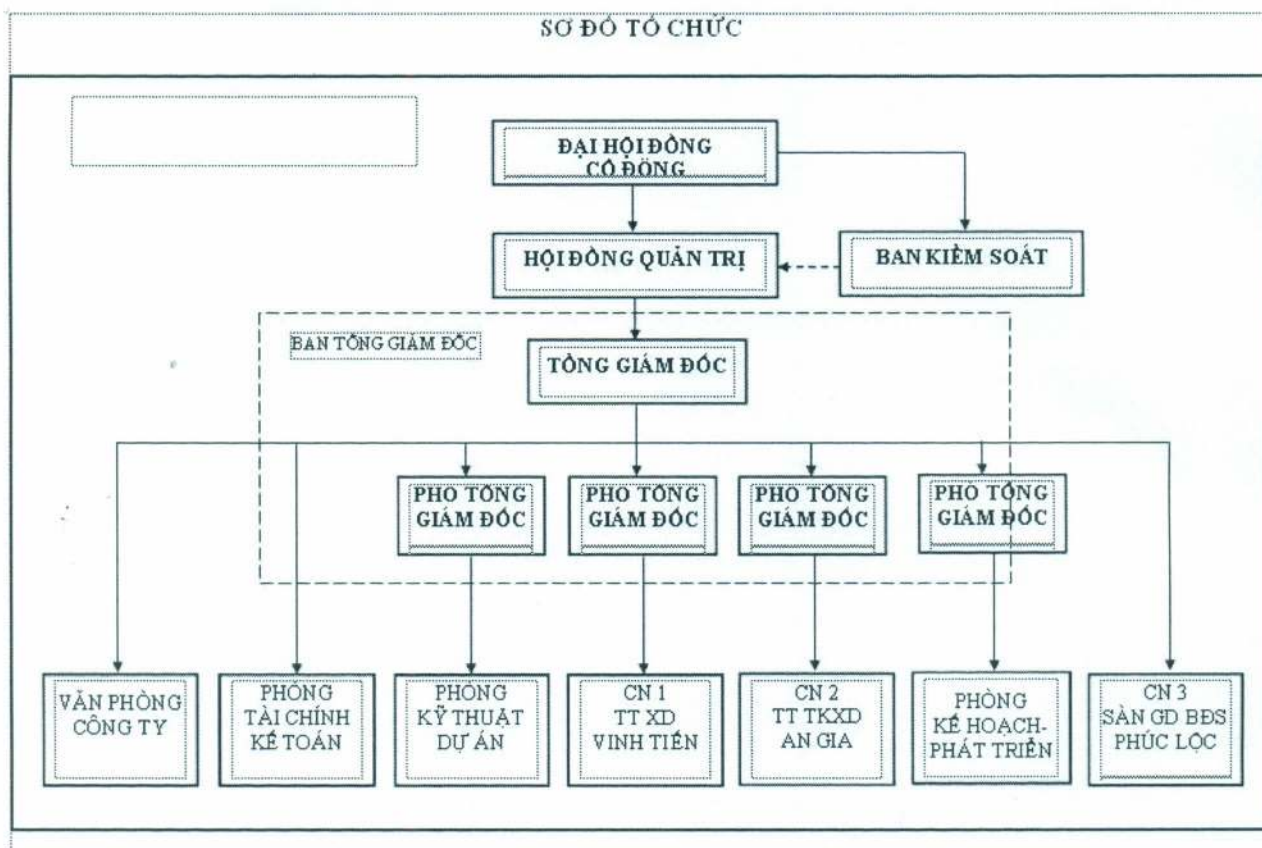 SƠ ĐỒ TỔ CHỨC
ĐẠI HỘI ĐỒNG
CỔ ĐÔNG
HỘI ĐỒNG QUẢN TRỊ
BAN KIỂM SOÁT
BAN TỔNG GIÁM ĐỐC
TỔNG GIÁM ĐỐC
PHÓ TỔNG
GIÁM ĐỐC
PHÓ TỔNG
GIÁM ĐỐC
PHÓ TỔNG
GIÁM ĐỐC
PHÓ TỔNG
GIÁM ĐỐC
VĂN PHÒNG
CÔNG TY
PHÒNG
TÀI CHÍNH
KẾ TOÁN
PHÒNG
KỸ THUẬT
DỰ ÁN
CN 1
TT XD
VINH TIẾN
CN 2
TT TKXD
AN GIA
PHÒNG
KẾ HOẠCH-
PHÁT TRIỂN
CN 3
SÀN GD BĐS
PHÚC LỘC